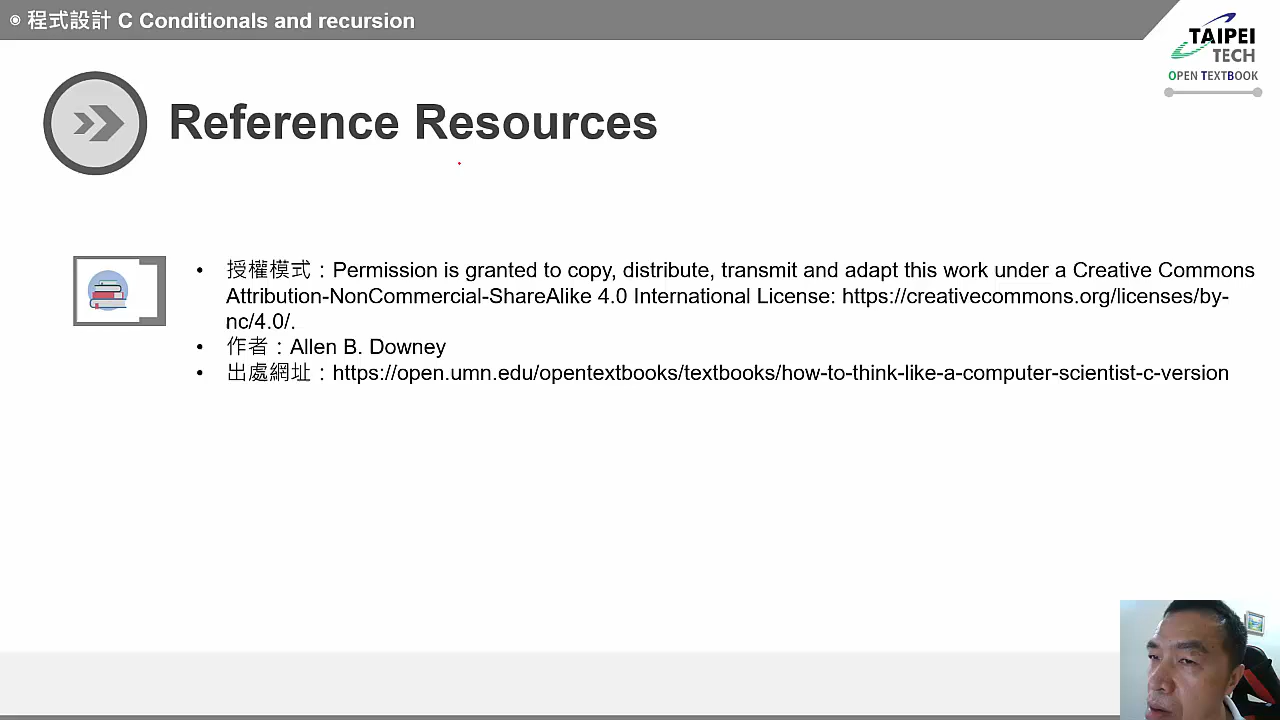 程式設計 C Conditionals and recursion
TAIPEI
TECH
OPEN TEXTBOOK
Reference Resources
• 授權模式：Permission is granted to copy, distribute, transmit and adapt this work under a Creative Commons
Attribution-NonCommercial-ShareAlike 4.0 International License: https://creativecommons.org/licenses/by-
nc/4.0/.
• 作者：Allen B. Downey
• 出處網址：https://open.umn.edu/opentextbooks/textbooks/how-to-think-like-a-computer-scientist-c-version